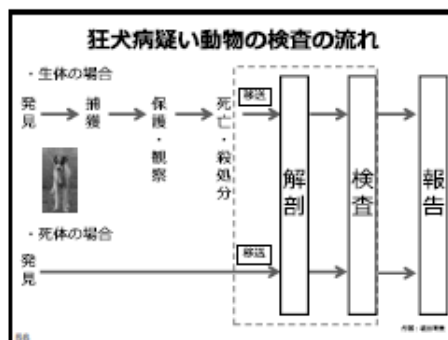 狂犬病疑い動物の検査の流れ
・生体の場合
発見
捕獲
保護・観察
死亡・殺処分
移送
解剖
検査
報告
・死体の場合
発見
移送